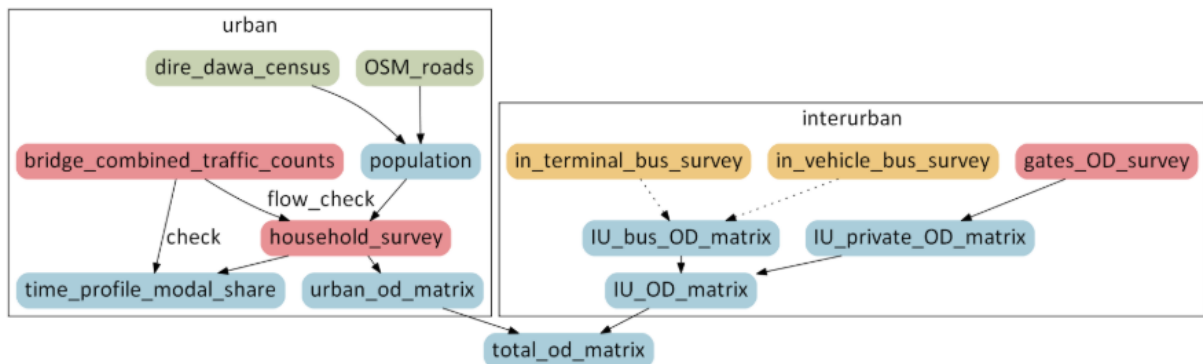 urban
dire_dawa_census
OSM_roads
interurban
bridge_combined_traffic_counts
population
in_terminal_bus_survey
in_vehicle_bus_survey
gates_OD_survey
flow_check
check
household_survey
IU_bus_OD_matrix
IU_private_OD_matrix
time_profile_modal_share
urban_od_matrix
IU_OD_matrix
total_od_matrix